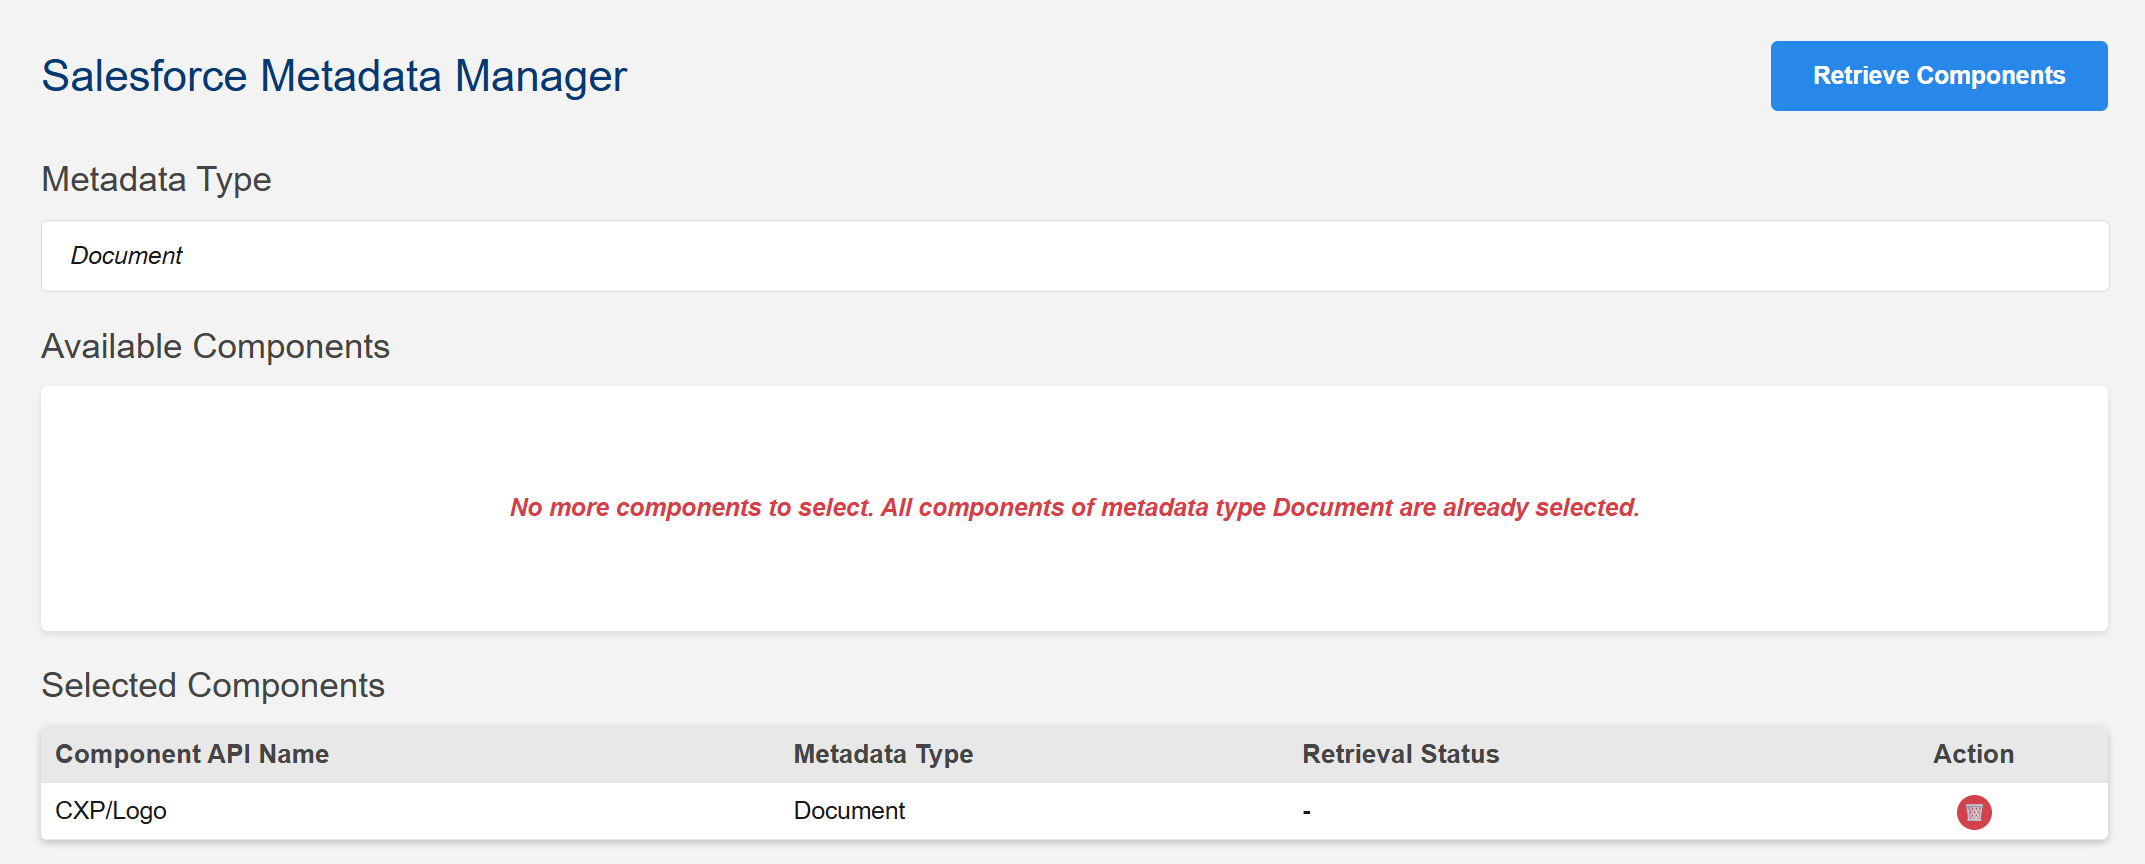 Salesforce Metadata Manager
Retrieve Components
Metadata Type
Document
Available Components
No more components to select. All components of metadata type Document are already selected.
Selected Components
Component API Name Metadata Type Retrieval Status Action
CXP/Logo Document -